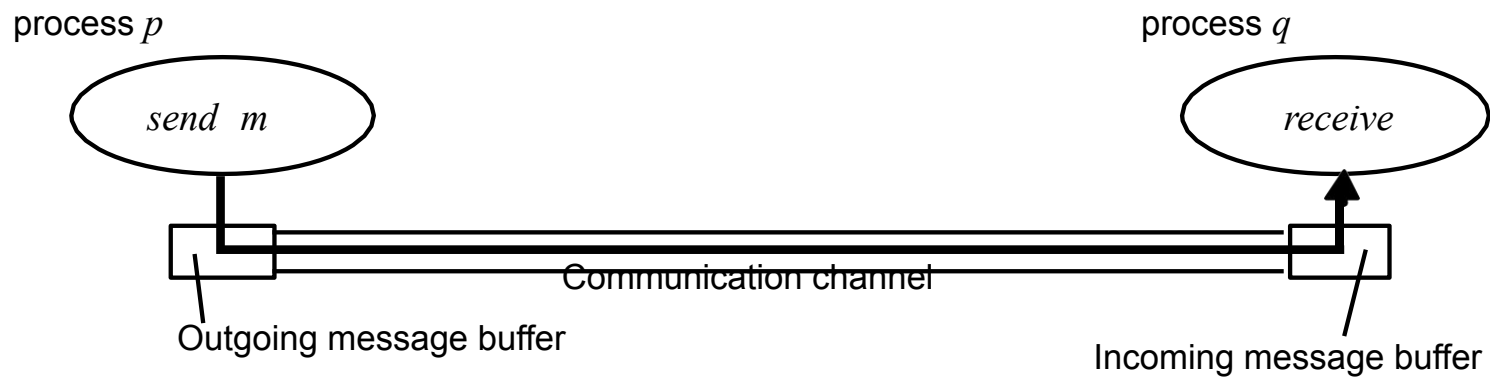 process p
process q
send m
receive
Communication channel
Outgoing message buffer
Incoming message buffer